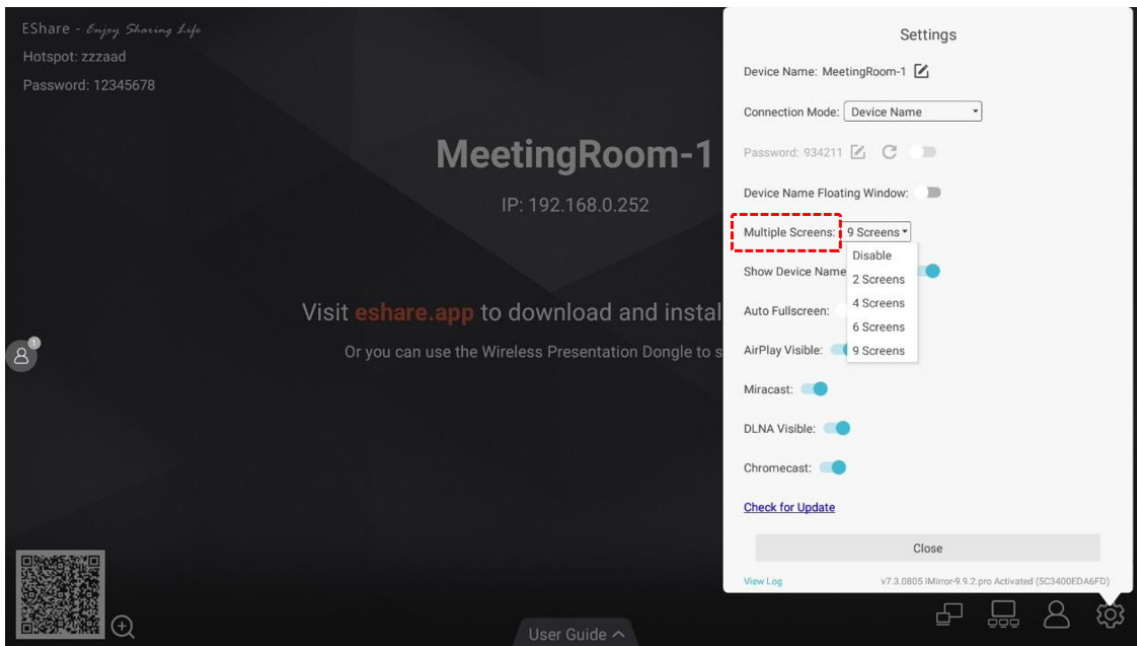 EShare - Enjoy Sharing Life
Hotspot: zzzaad
Password: 12345678
MeetingRoom-1
IP: 192.168.0.252
Visit eshare.app to download and instal
Or you can use the Wireless Presentation Dongle to s
1
User Guide
Settings
Device Name: MeetingRoom-1
Connection Mode: Device Name
Password: 934211
Device Name Floating Window:
Multiple Screens: 9 Screens
Disable
2 Screens
4 Screens
6 Screens
9 Screens
Show Device Name
Auto Fullscreen:
AirPlay Visible:
Miracast:
DLNA Visible:
Chromecast:
Check for Update
Close
View Log
v7.3.0805 iMirror-9.9.2.pro Activated (5C3400EDA6FD)